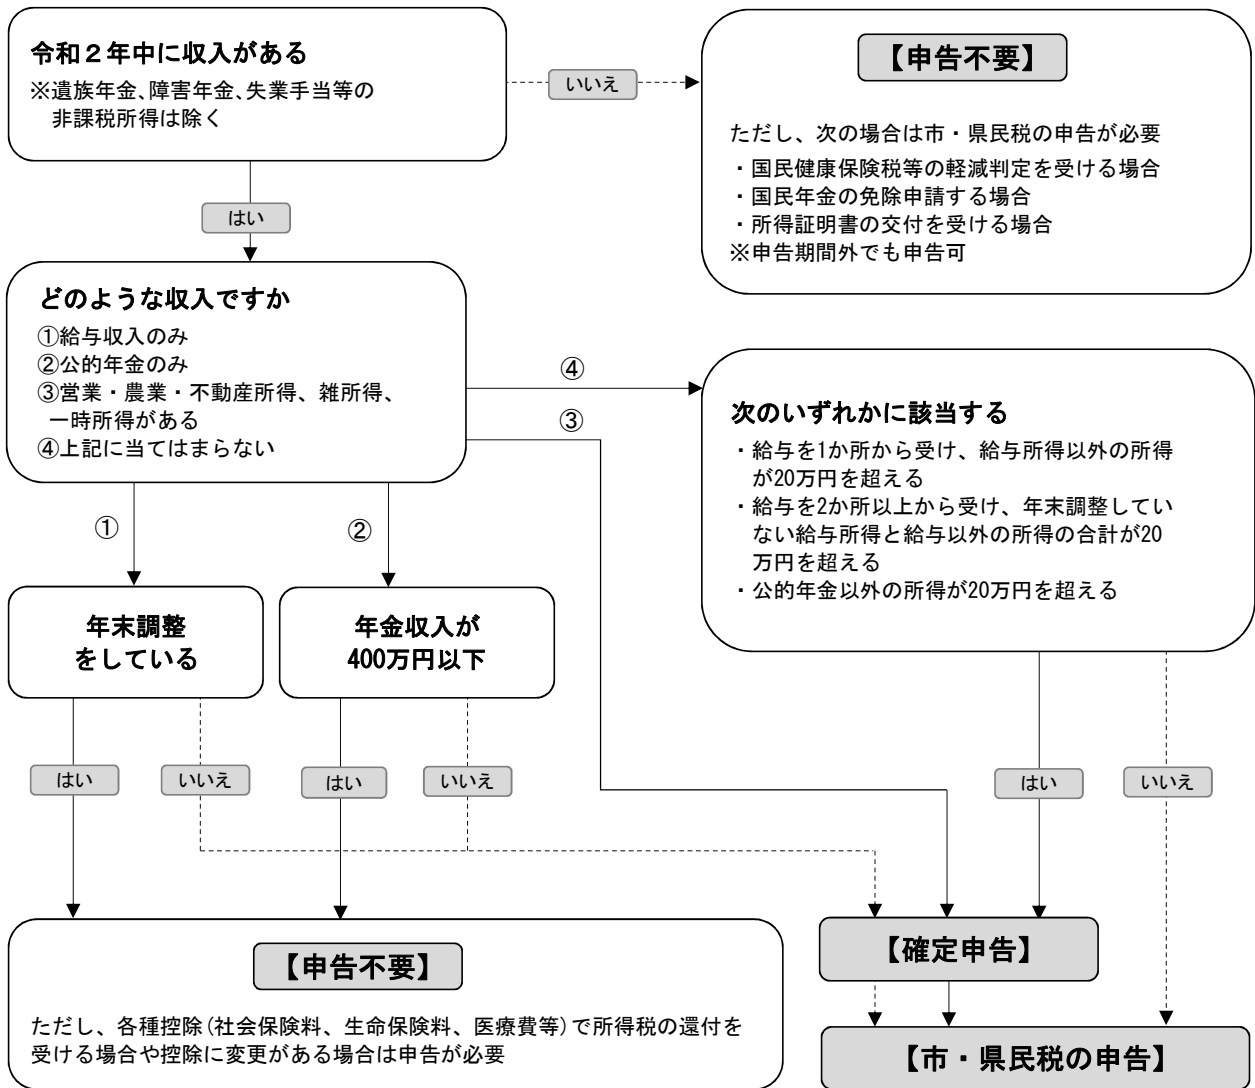 令和２年中に収入がある
※遺族年金、障害年金、失業手当等の
非課税所得は除く
いいえ
【申告不要】
ただし、次の場合は市・県民税の申告が必要
・国民健康保険税等の軽減判定を受ける場合
・国民年金の免除申請する場合
・所得証明書の交付を受ける場合
※申告期間外でも申告可
はい
どのような収入ですか
①給与収入のみ
②公的年金のみ
③営業・農業・不動産所得、雑所得、
一時所得がある
④上記に当てはまらない
④
③
次のいずれかに該当する
・給与を1か所から受け、給与所得以外の所得
が20万円を超える
・給与を2か所以上から受け、年末調整してい
ない給与所得と給与以外の所得の合計が20
万円を超える
・公的年金以外の所得が20万円を超える
①
②
年末調整
をしている
年金収入が
400万円以下
はい
いいえ
はい
いいえ
はい
いいえ
【申告不要】
ただし、各種控除(社会保険料、生命保険料、医療費等)で所得税の還付を
受ける場合や控除に変更がある場合は申告が必要
【確定申告】
【市・県民税の申告】